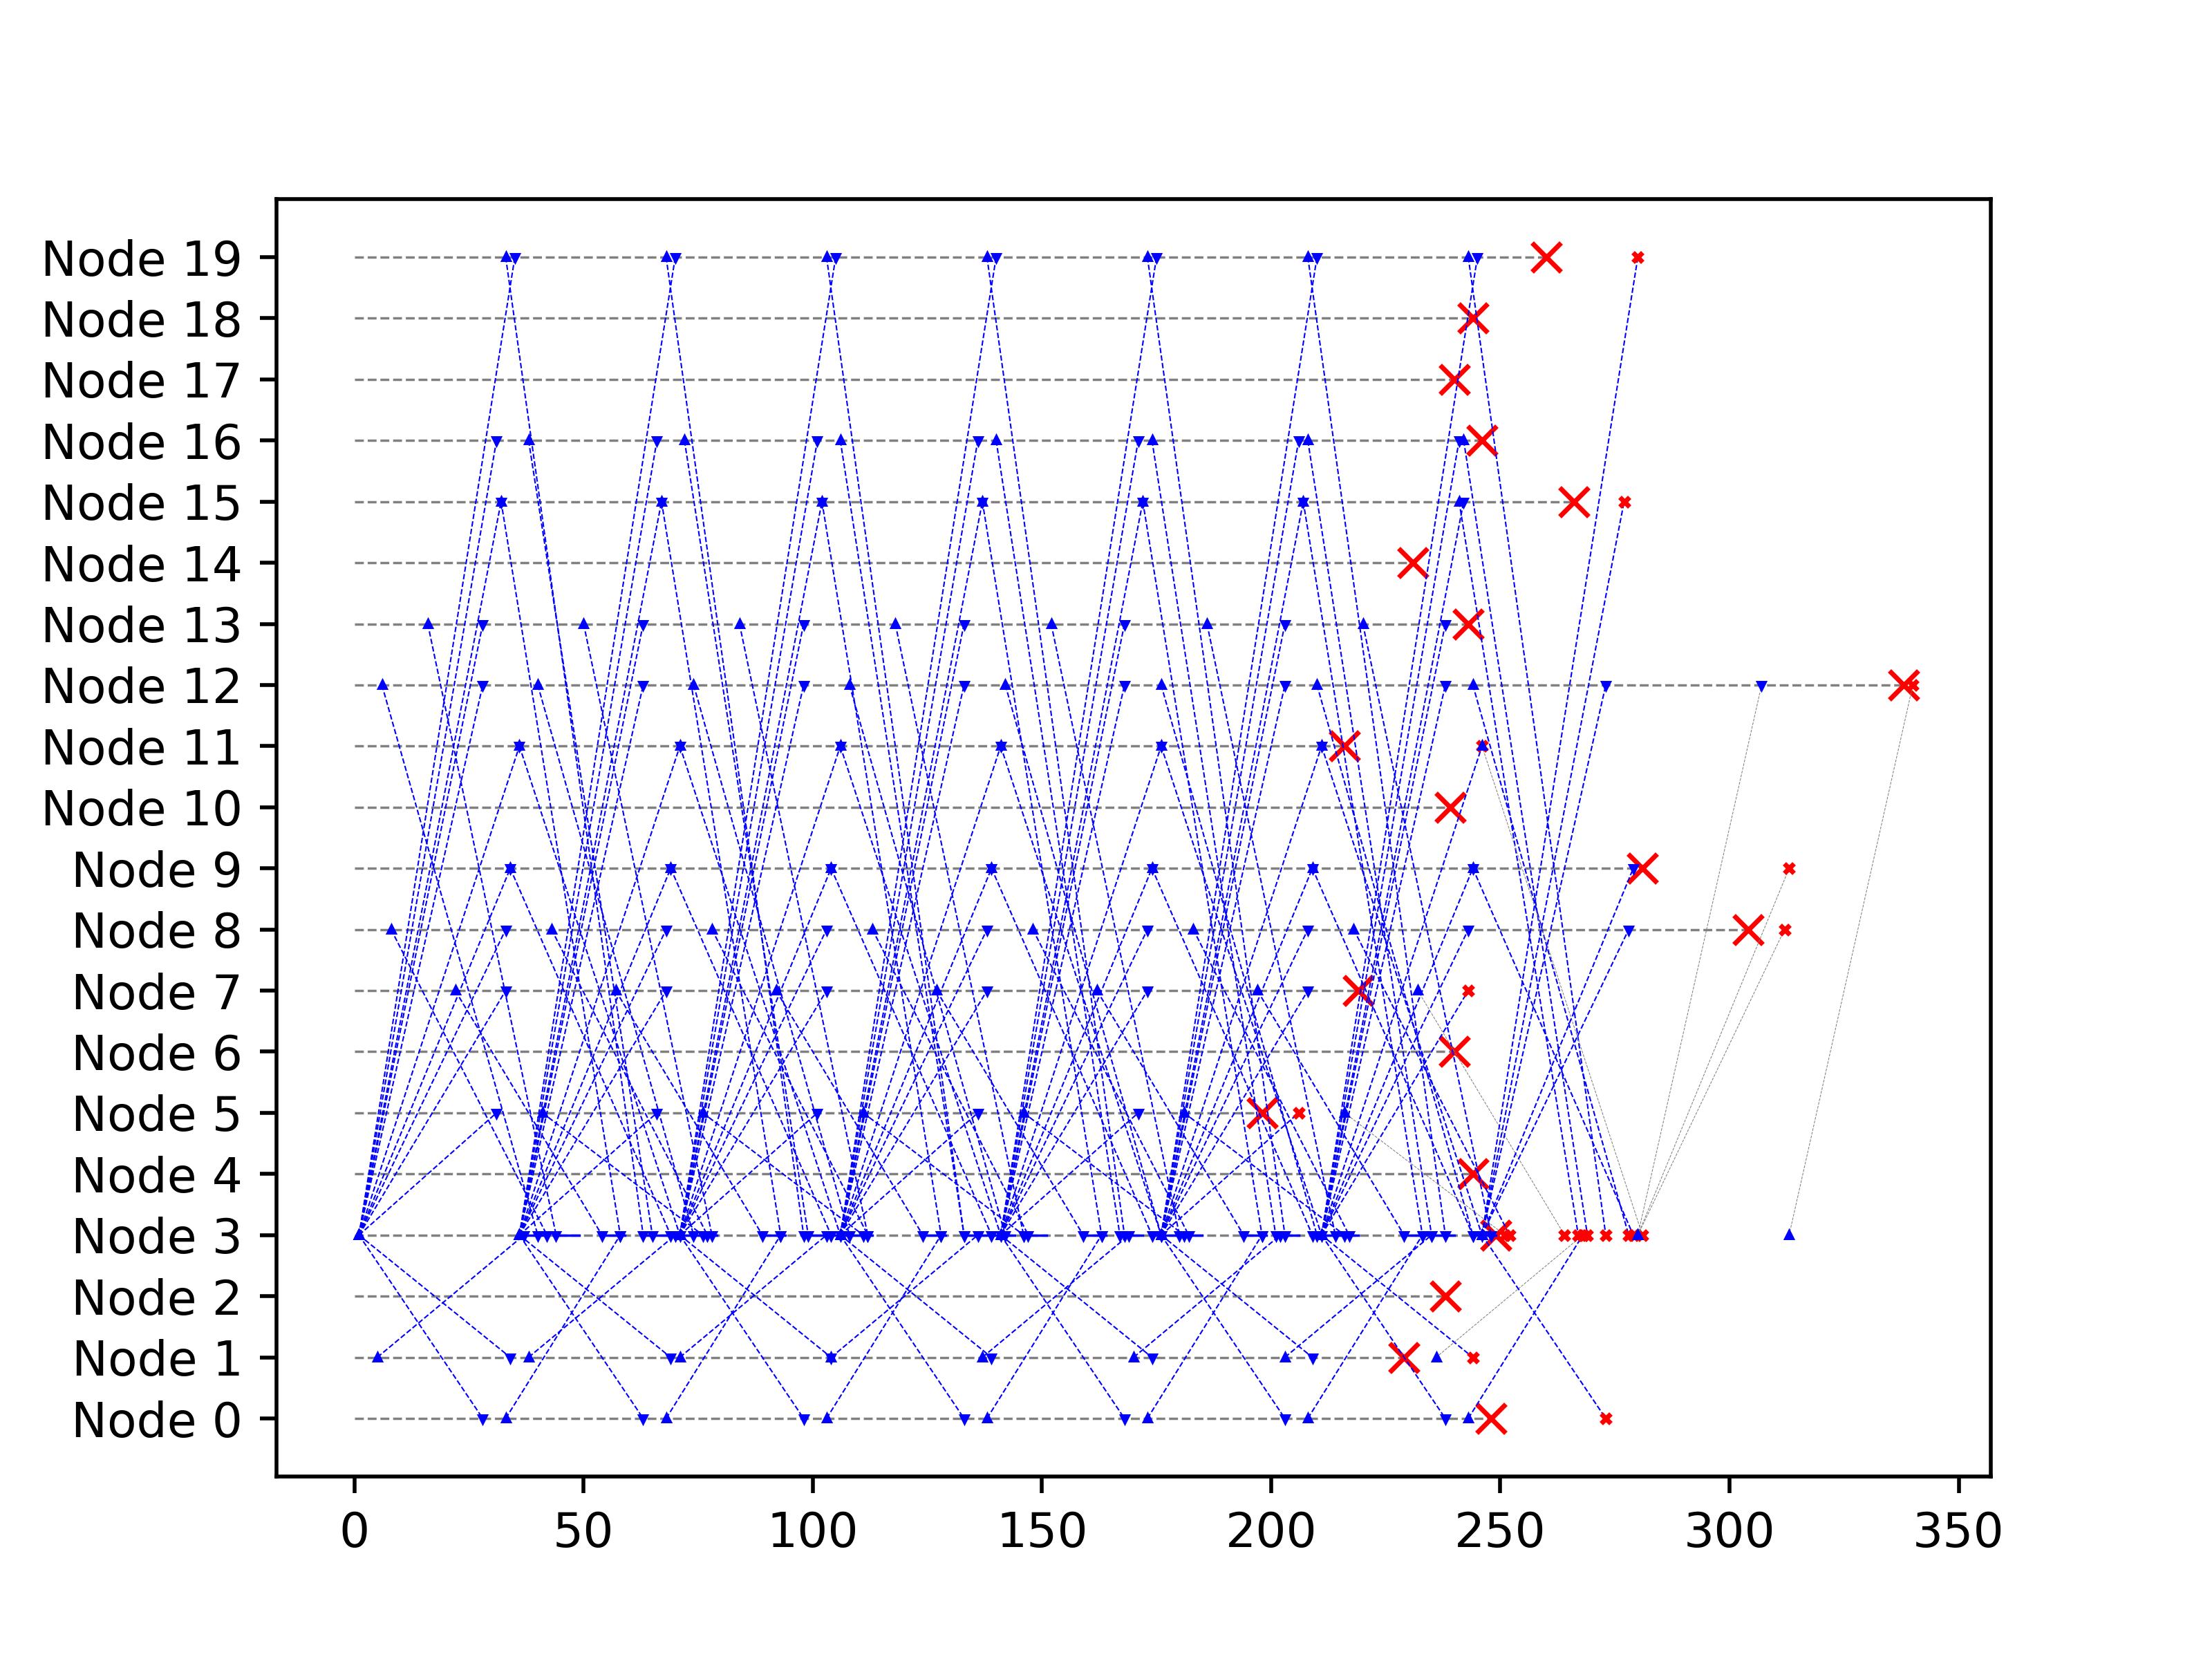 Node 19
Node 18
Node 17
Node 16
Node 15
Node 14
Node 13
Node 12
Node 11
Node 10
Node 9
Node 8
Node 7
Node 6
Node 5
Node 4
Node 3
Node 2
Node 1
Node 0
0 50 100 150 200 250 300 350